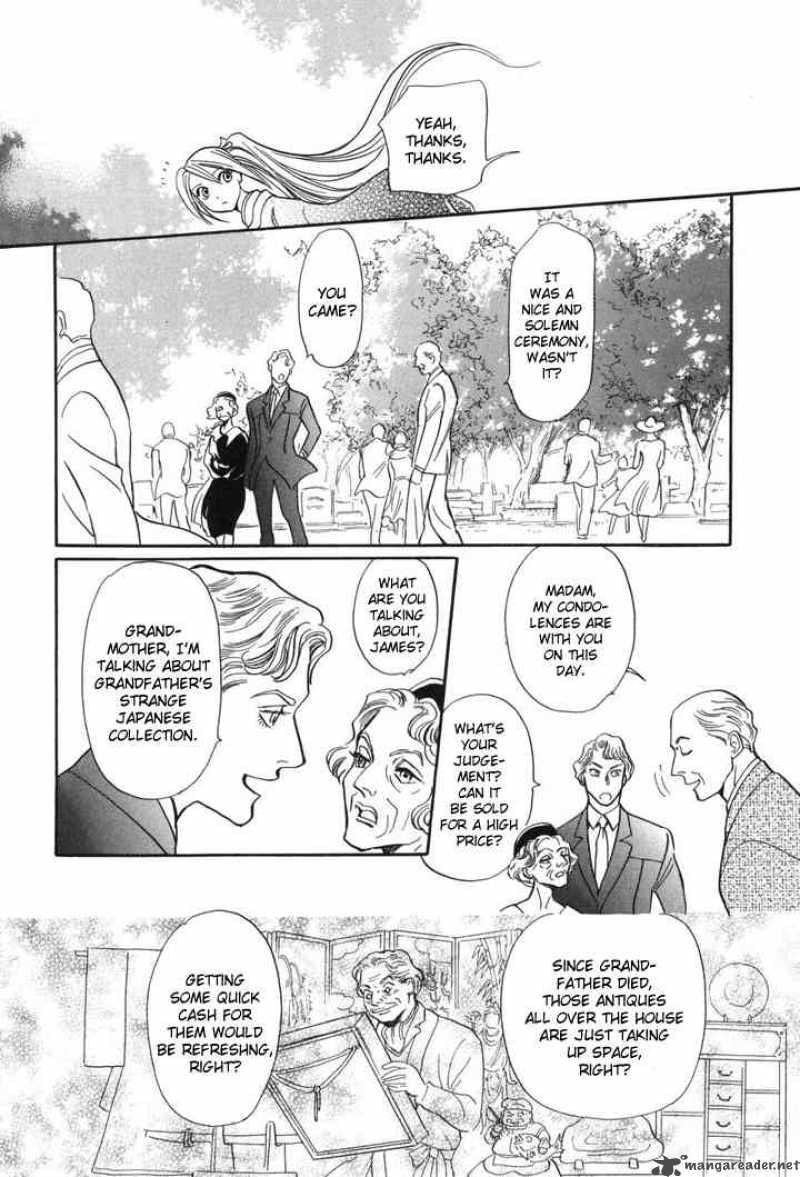 YEAH,
THANKS,
THANKS.
IT
WAS A
NICE AND
SOLEMN
CEREMONY,
WASN'T
IT?
YOU
CAME?
MADAM,
MY CONDO-
LENCES ARE
WITH YOU
ON THIS
DAY.
WHAT'S
YOUR
JUDGE-
MENT?
CAN IT
BE SOLD
FOR A HIGH
PRICE?
WHAT
ARE YOU
TALKING
ABOUT,
JAMES?
GRAND-
MOTHER, I'M
TALKING ABOUT
GRANDFATHER'S
STRANGE
JAPANESE
COLLECTION.
SINCE GRAND-
FATHER DIED,
THOSE ANTIQUES
ALL OVER THE HOUSE
ARE JUST TAKING
UP SPACE,
RIGHT?
GETTING
SOME QUICK
CASH FOR
THEM WOULD
BE REFRESHNG,
RIGHT?
mangareader.net